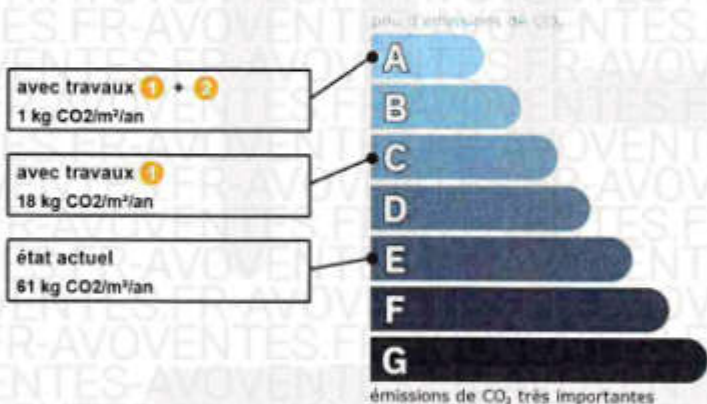 peu d'émissions de CO₂
A
avec travaux 1 + 2
1 kg CO2/m²/an
B
avec travaux 1
18 kg CO2/m²/an
C
D
état actuel
61 kg CO2/m²/an
E
F
G
émissions de CO₂ très importantes